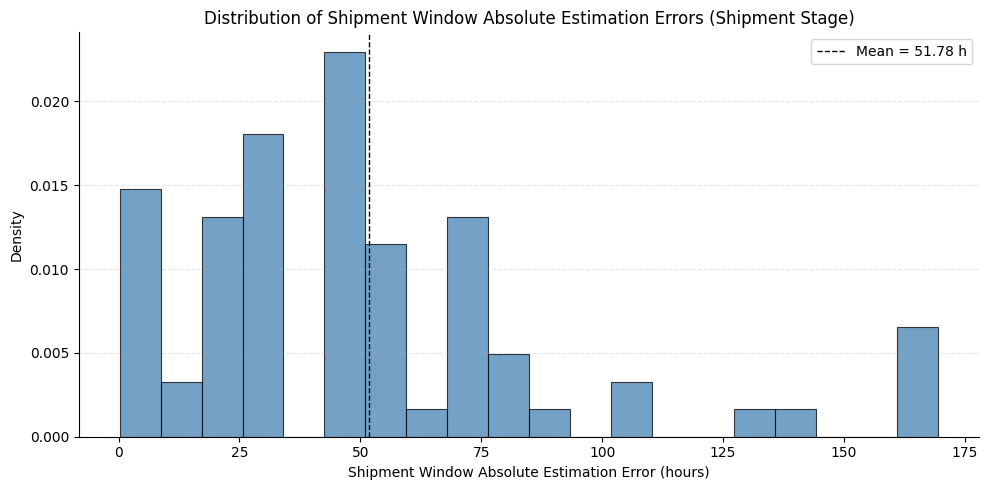 Distribution of Shipment Window Absolute Estimation Errors (Shipment Stage)
Mean = 51.78 h
Density
0.020
0.015
0.010
0.005
0.000
0 25 50 75 100 125 150 175
Shipment Window Absolute Estimation Error (hours)